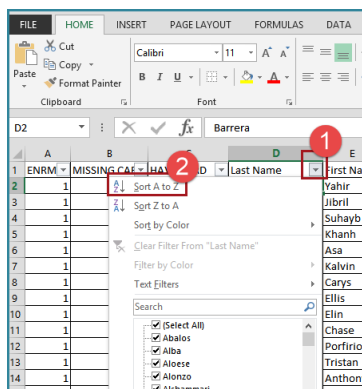 FILE HOME INSERT PAGE LAYOUT FORMULAS DATA
Cut
Copy
Paste
Format Painter
Clipboard
Calibri 11 A A
B I U A
Font
D2 fx Barrera
1
A B D E
1 ENRM MISSING Last Name First Na
2
Sort A to Z
Sort Z to A
Sort by Color
Clear Filter From "Last Name"
Filter by Color
Text Filters
Search
(Select All)
Abalos
Alba
Aloese
Alonzo
2 1 Yahir
3 1 Jibril
4 1 Suhayb
5 1 Khanh
6 1 Asa
7 1 Kalvin
8 1 Carys
9 1 Ellis
10 1 Elin
11 1 Chase
12 1 Porfirio
13 1 Tristan
14 1 Anthon